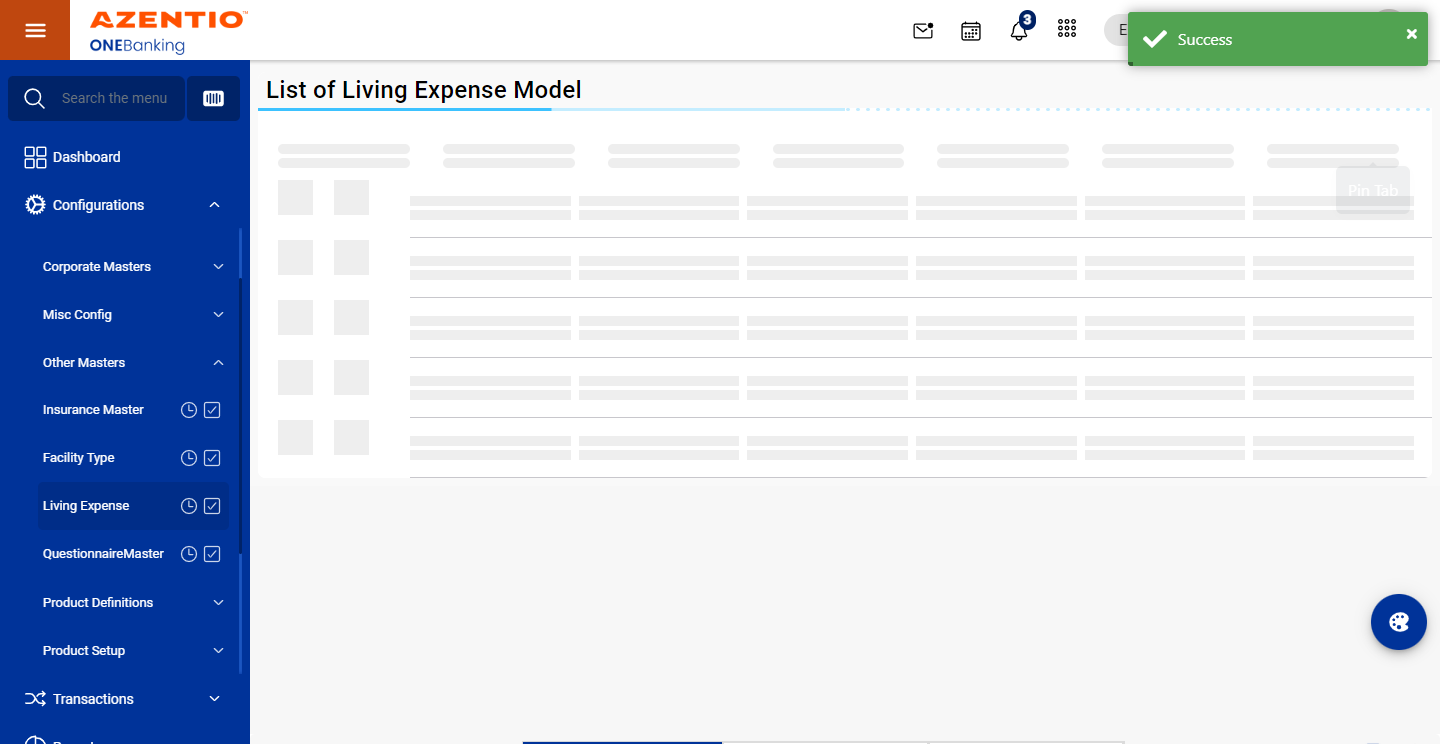 AZENTIO™
ONEBanking
3
E
Success
Search the menu
List of Living Expense Model
Dashboard
Configurations
Pin Tab
Corporate Masters
Misc Config
Other Masters
Insurance Master
Facility Type
Living Expense
QuestionnaireMaster
Product Definitions
Product Setup
Transactions